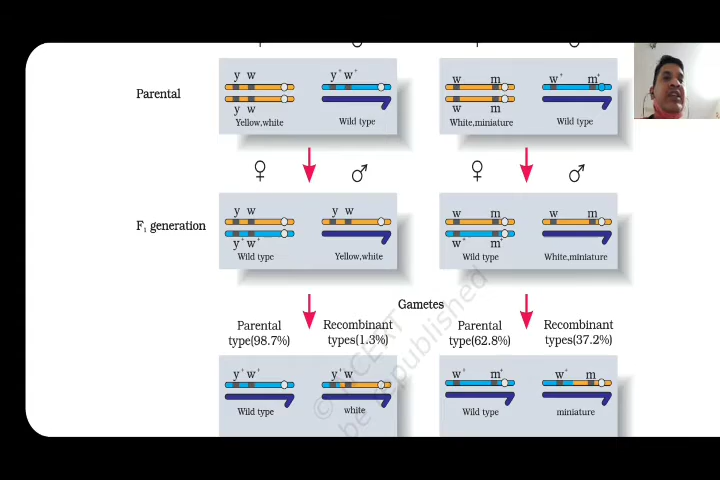 ♀ ♂ ♀ ♂
Parental
y w y⁺ w⁺ w m w⁺ m⁺
y w w m
Yellow,white Wild type White,miniature Wild type
♀ ♂ ♀ ♂
F₁ generation
y w y w w m w m
y⁺ w⁺ w⁺ m⁺
Wild type Yellow,white Wild type White,miniature
Gametes
Parental Recombinant Parental Recombinant
type(98.7%) types(1.3%) type(62.8%) types(37.2%)
y⁺ w⁺ y⁺ w w⁺ m⁺ w⁺ m
Wild type white Wild type miniature
be republished